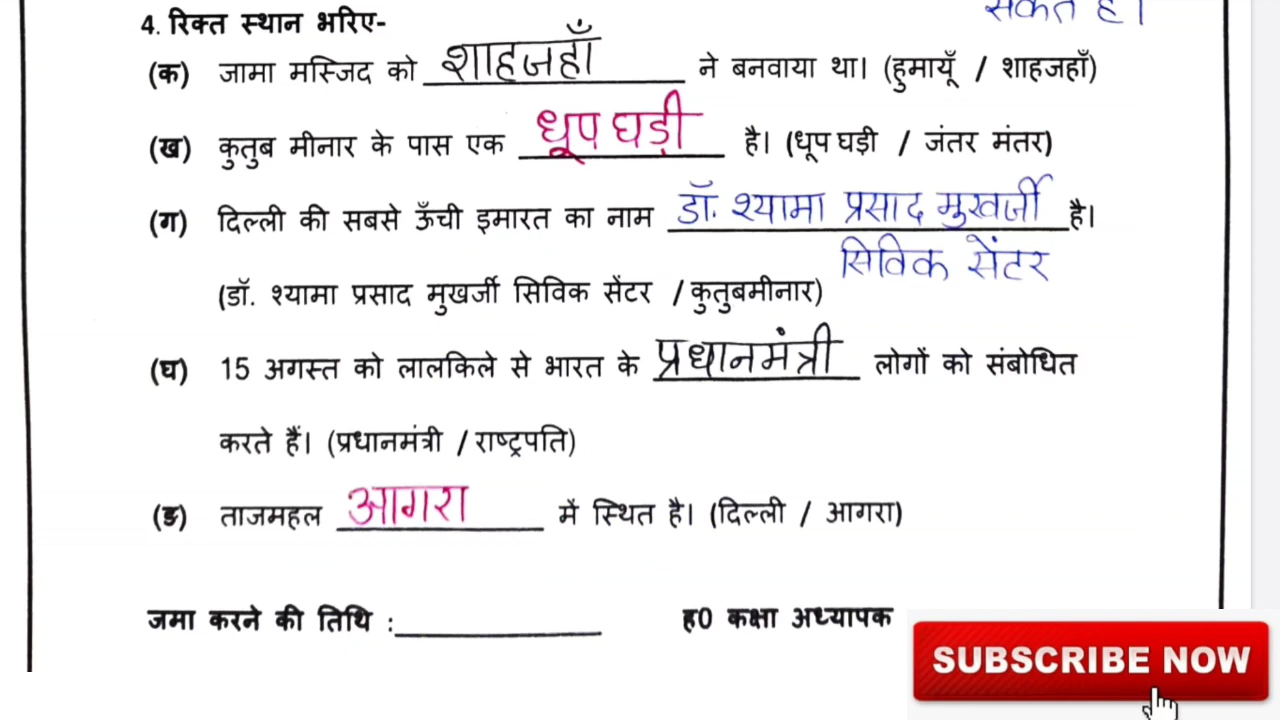 सकते हैं।
4. रिक्त स्थान भरिए-
(क) जामा मस्जिद को शाहजहाँ ने बनवाया था। (हुमायूँ / शाहजहाँ)
(ख) कुतुब मीनार के पास एक धूप घड़ी है। (धूप घड़ी / जंतर मंतर)
(ग) दिल्ली की सबसे ऊँची इमारत का नाम डॉ. श्यामा प्रसाद मुखर्जी है।
सिविक सेंटर
(डॉ. श्यामा प्रसाद मुखर्जी सिविक सेंटर / कुतुबमीनार)
(घ) 15 अगस्त को लालकिले से भारत के प्रधानमंत्री लोगों को संबोधित
करते हैं। (प्रधानमंत्री / राष्ट्रपति)
(ङ) ताजमहल आगरा में स्थित है। (दिल्ली / आगरा)
जमा करने की तिथि :__________ ह0 कक्षा अध्यापक
SUBSCRIBE NOW